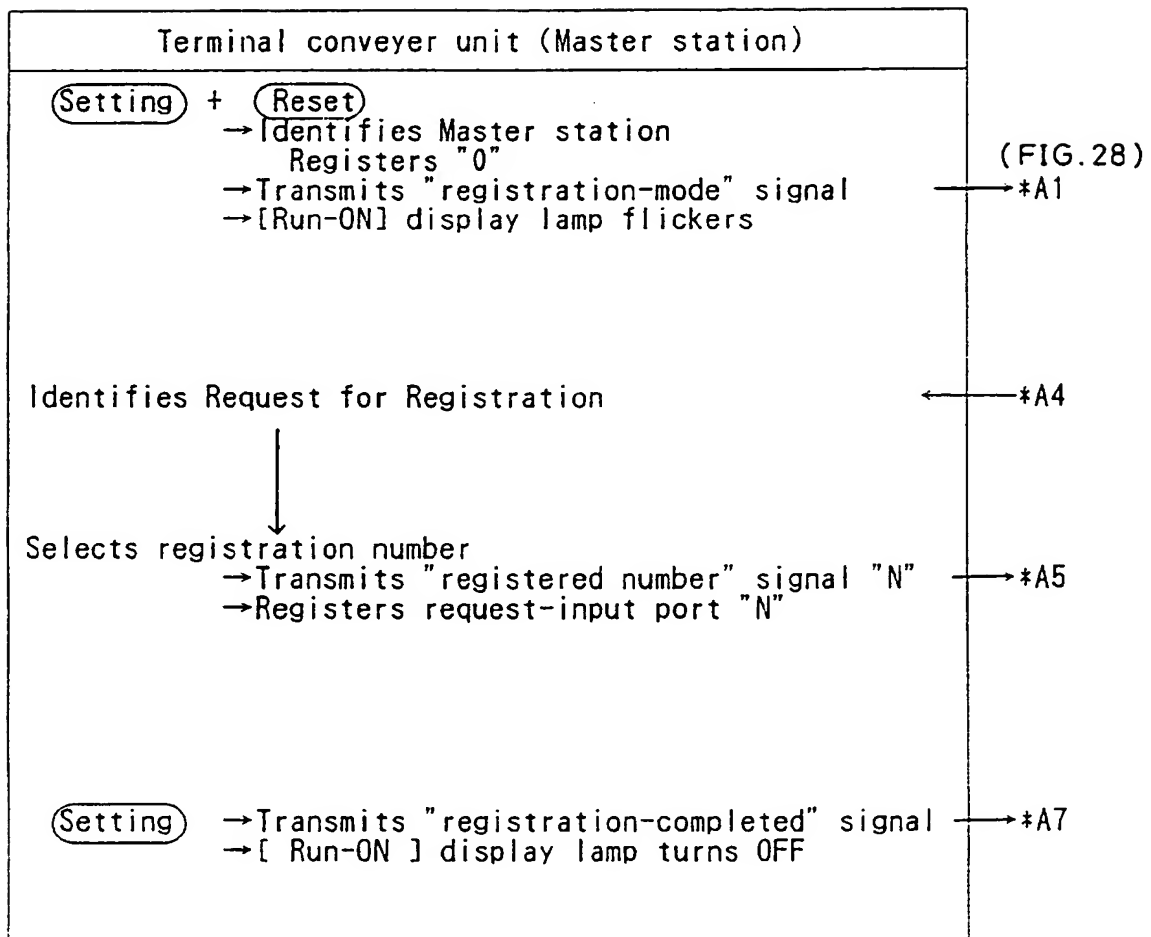 Terminal conveyer unit (Master station)
Setting + Reset
→Identifies Master station
Registers "0"
(FIG.28)
→Transmits "registration-mode" signal → *A1
→[Run-ON] display lamp flickers
Identifies Request for Registration ← *A4
Selects registration number
→Transmits "registered number" signal "N" → *A5
→Registers request-input port "N"
Setting →Transmits "registration-completed" signal → *A7
→[ Run-ON ] display lamp turns OFF